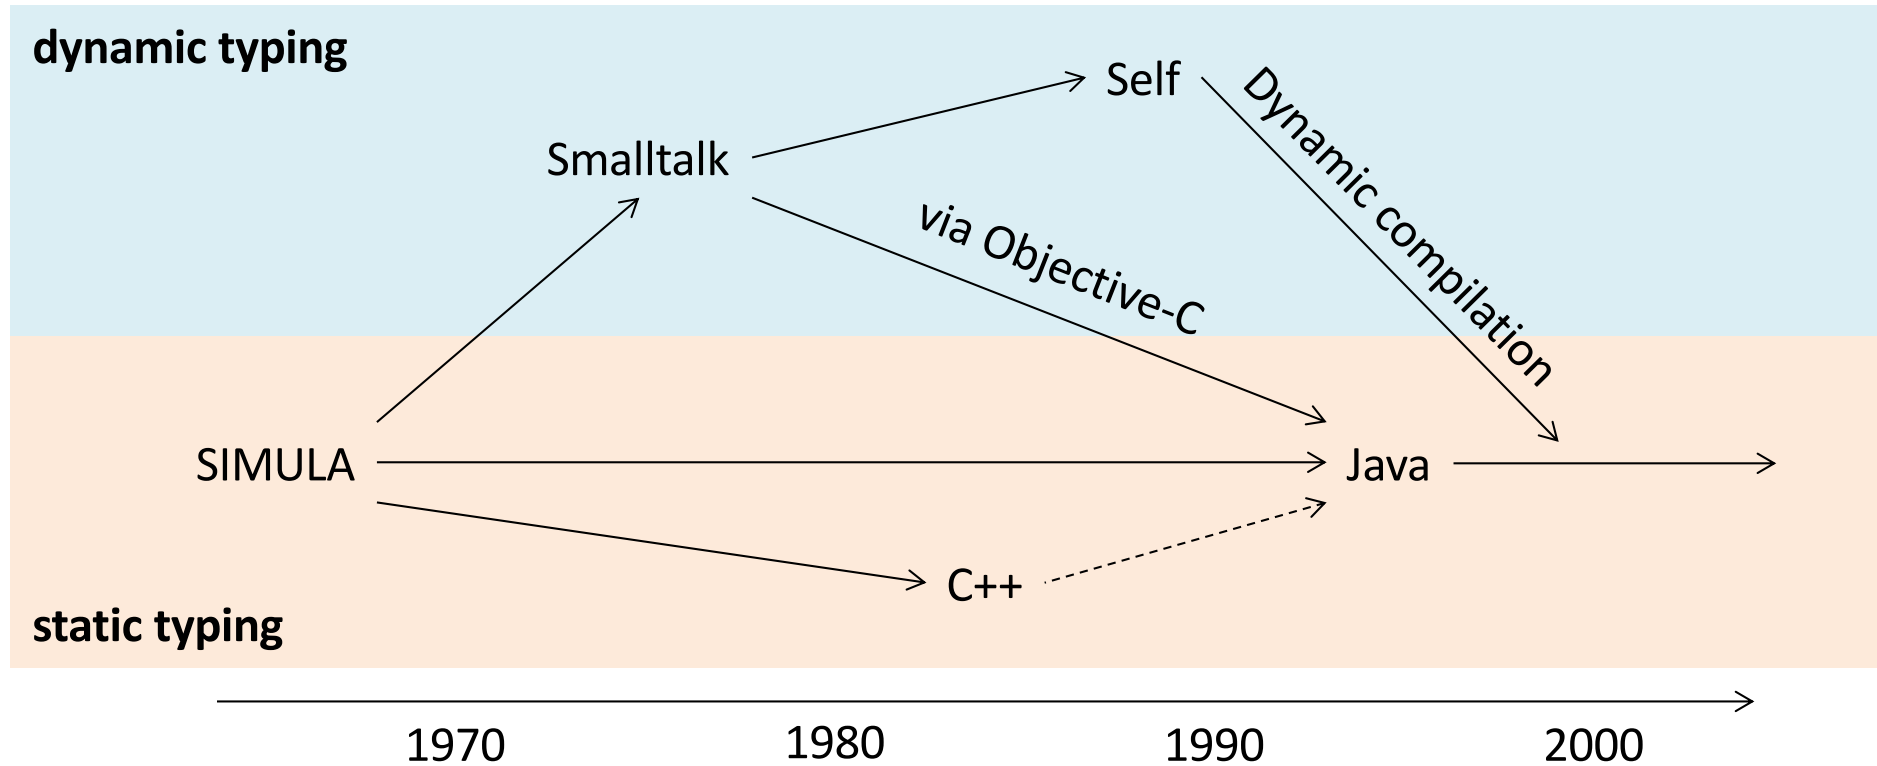 dynamic typing
Self
Dynamic compilation
Smalltalk
via Objective-C
SIMULA
Java
C++
static typing
1970
1980
1990
2000